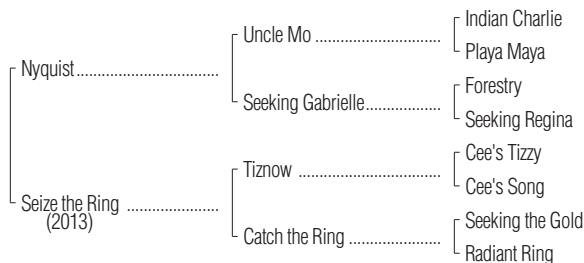 Indian Charlie
Uncle Mo ........................................
Playa Maya
Nyquist .............................................
Forestry
Seeking Gabrielle ........................
Seeking Regina
Cee's Tizzy
Tiznow .............................................
Cee's Song
Seize the Ring .............................
(2013)
Seeking the Gold
Catch the Ring .............................
Radiant Ring